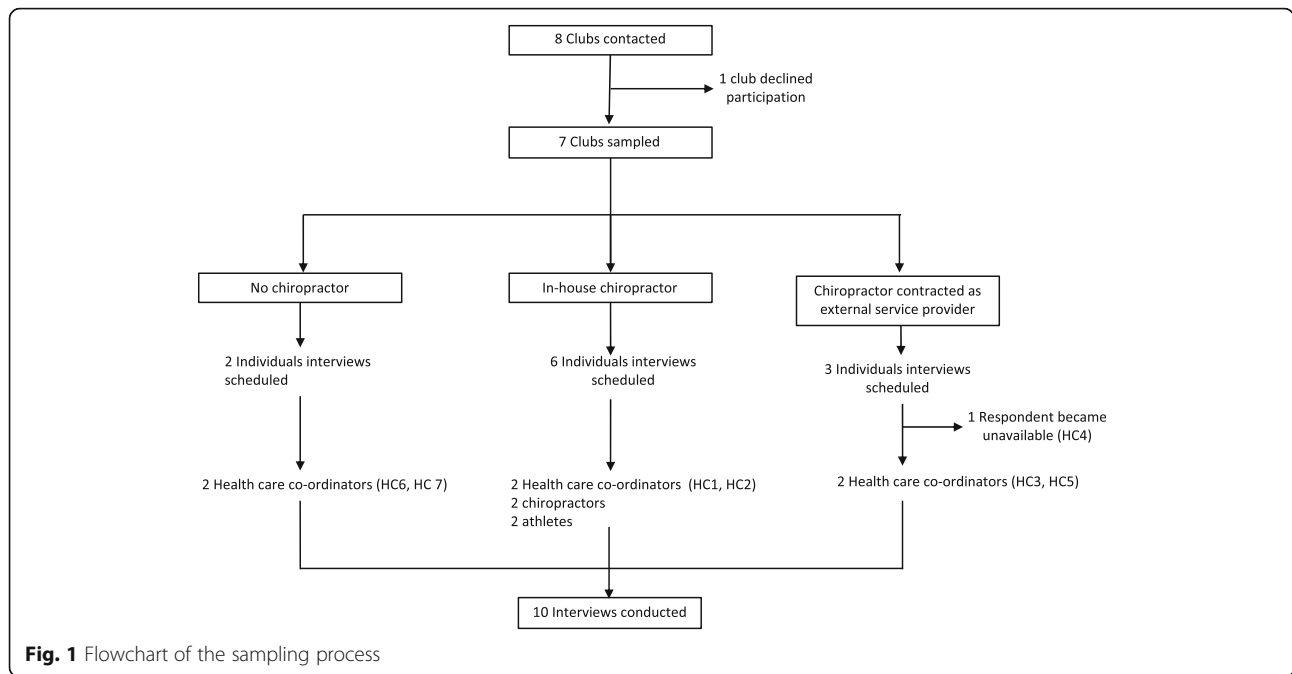 8 Clubs contacted
1 club declined
participation
7 Clubs sampled
No chiropractor
In-house chiropractor
Chiropractor contracted as
external service provider
2 Individuals interviews
scheduled
6 Individuals interviews
scheduled
3 Individuals interviews
scheduled
1 Respondent became
unavailable (HC4)
2 Health care co-ordinators (HC6, HC 7)
2 Health care co-ordinators (HC1, HC2)
2 chiropractors
2 athletes
2 Health care co-ordinators (HC3, HC5)
10 Interviews conducted
Fig. 1 Flowchart of the sampling process